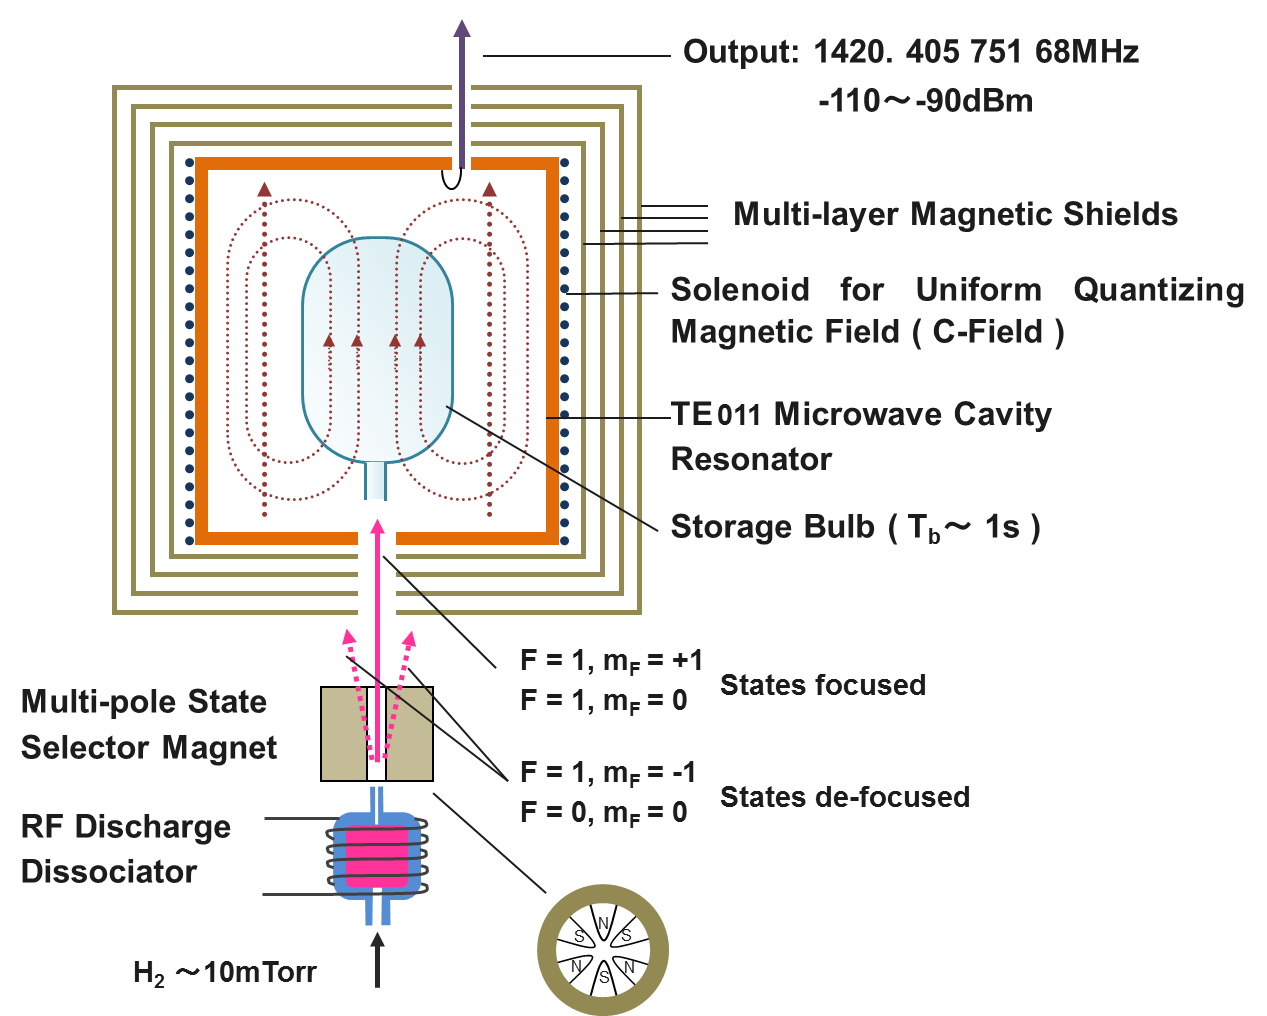 Output: 1420. 405 751 68MHz
-110～-90dBm
Multi-layer Magnetic Shields
Solenoid for Uniform Quantizing
Magnetic Field ( C-Field )
TE011 Microwave Cavity
Resonator
Storage Bulb ( Tb～ 1s )
F = 1, mF = +1
F = 1, mF = 0
States focused
Multi-pole State
Selector Magnet
F = 1, mF = -1
F = 0, mF = 0
States de-focused
RF Discharge
Dissociator
H2 ～10mTorr
N
S
S
N
N
S